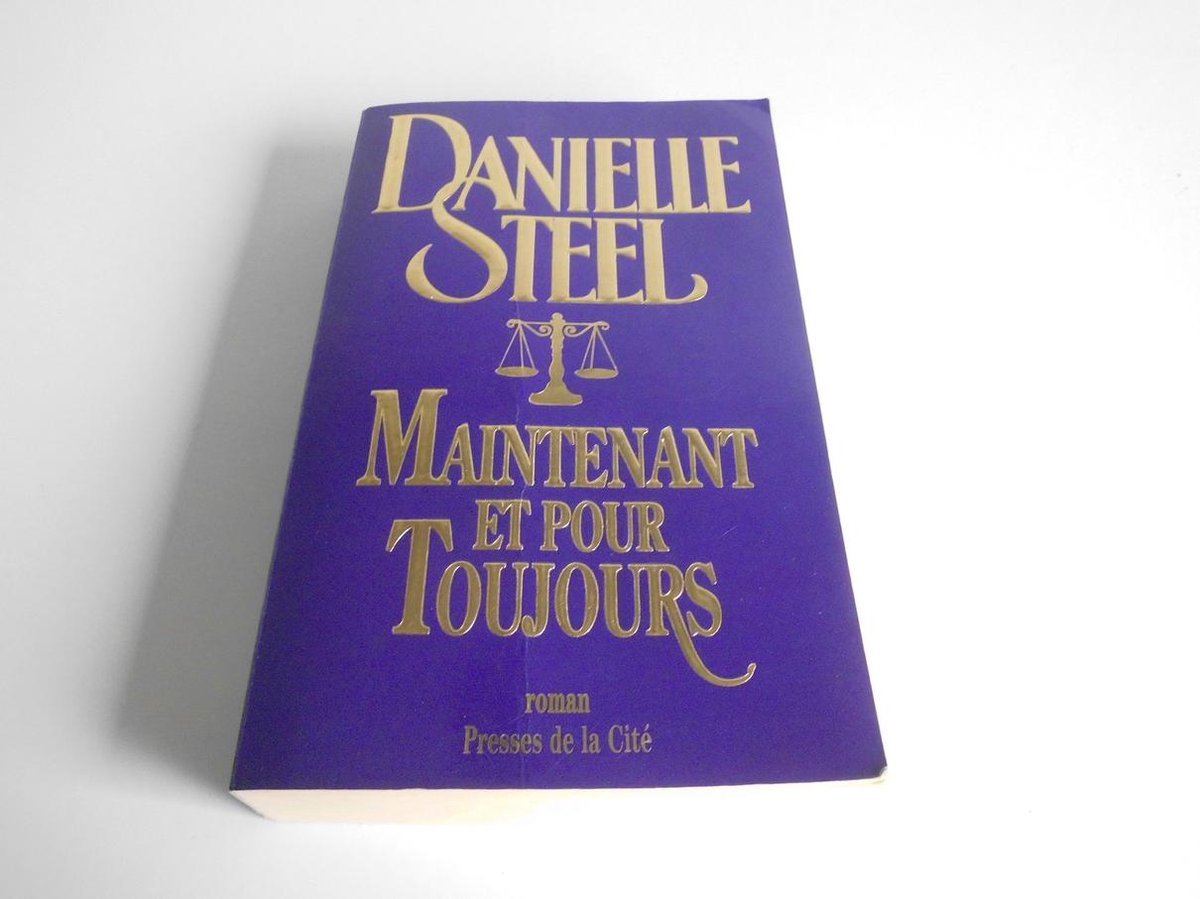 DANIELLE
STEEL
MAINTENANT
ET POUR
TOUJOURS
roman
Presses de la Cité